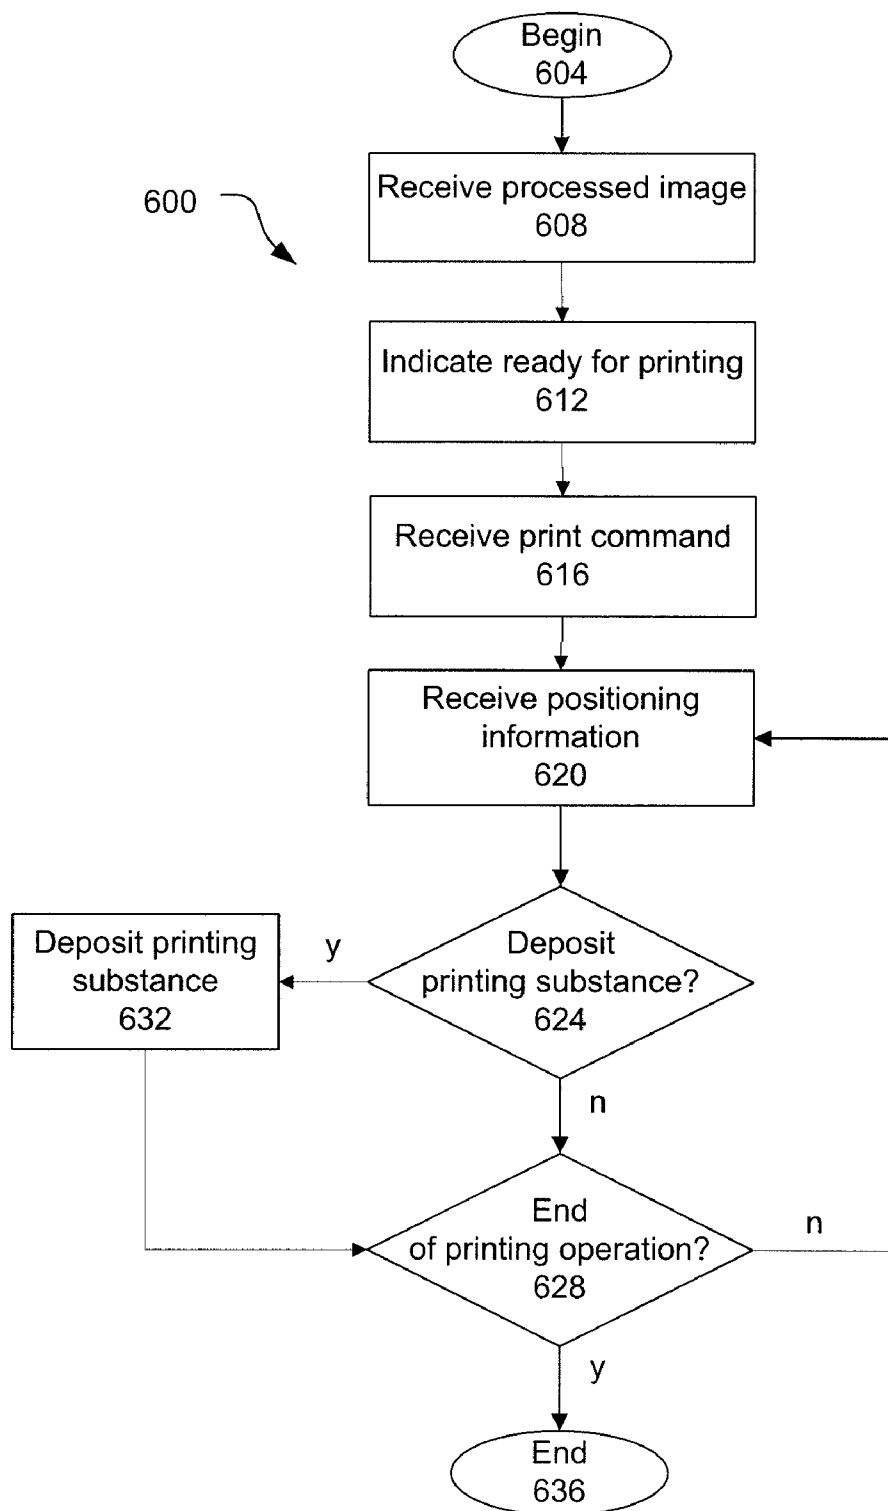 Begin
604
Receive processed image
608
600
Indicate ready for printing
612
Receive print command
616
Receive positioning
information
620
Deposit printing
substance
632
y
Deposit
printing substance?
624
n
End
of printing operation?
628
n
y
End
636